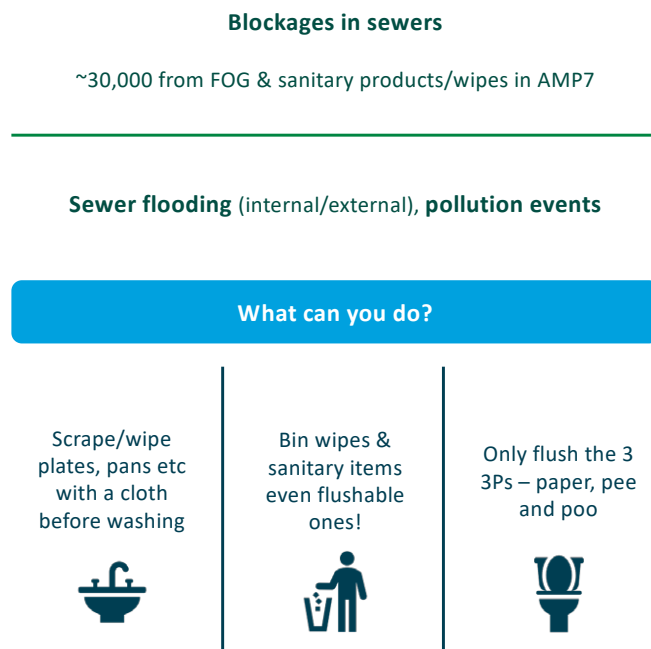 Blockages in sewers
~30,000 from FOG & sanitary products/wipes in AMP7
Sewer flooding (internal/external), pollution events
What can you do?
Scrape/wipe
plates, pans etc
with a cloth
before washing
Bin wipes &
sanitary items
even flushable
ones!
Only flush the 3
3Ps – paper, pee
and poo